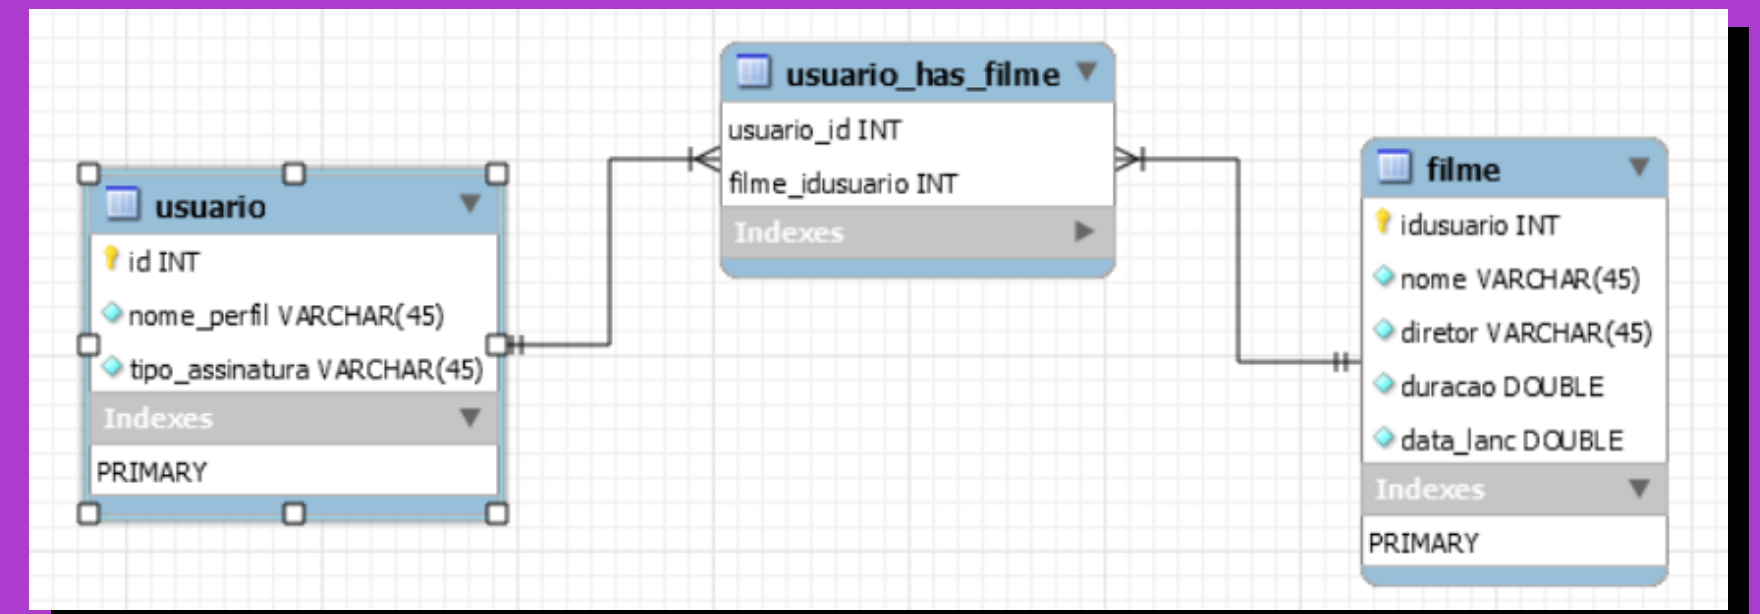 usuario
id INT
nome_perfil VARCHAR(45)
tipo_assinatura VARCHAR(45)
Indexes
PRIMARY
usuario_has_filme
usuario_id INT
filme_idusuario INT
Indexes
filme
idusuario INT
nome VARCHAR(45)
diretor VARCHAR(45)
duracao DOUBLE
data_lanc DOUBLE
Indexes
PRIMARY